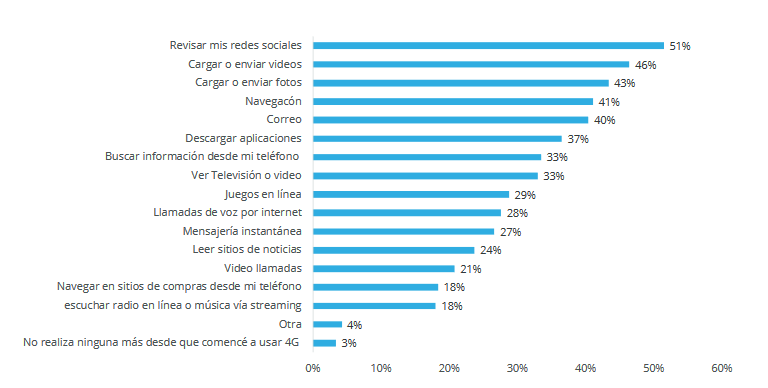 Revisar mis redes sociales 51%
Cargar o enviar videos 46%
Cargar o enviar fotos 43%
Navegacón 41%
Correo 40%
Descargar aplicaciones 37%
Buscar información desde mi teléfono 33%
Ver Televisión o video 33%
Juegos en línea 29%
Llamadas de voz por internet 28%
Mensajería instantánea 27%
Leer sitios de noticias 24%
Video llamadas 21%
Navegar en sitios de compras desde mi teléfono 18%
escuchar radio en línea o música vía streaming 18%
Otra 4%
No realiza ninguna más desde que comencé a usar 4G 3%
0% 10% 20% 30% 40% 50% 60%